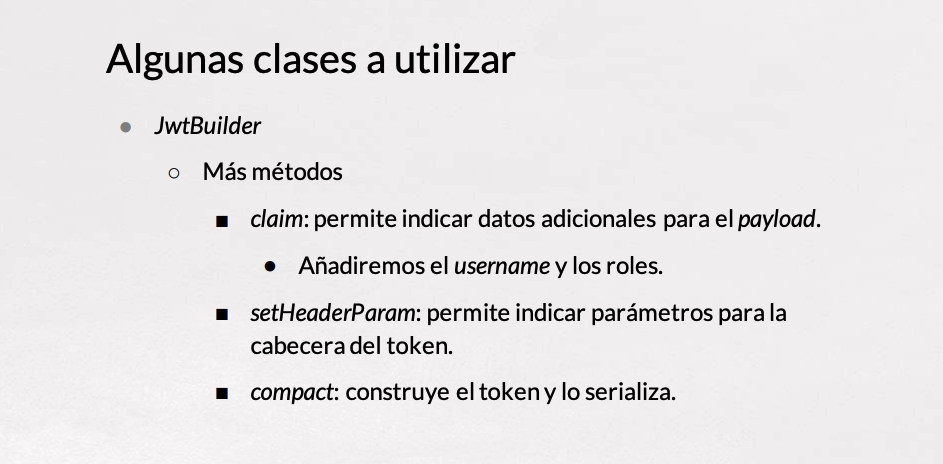 Algunas clases a utilizar
● JwtBuilder
○ Más métodos
■ claim: permite indicar datos adicionales para el payload.
● Añadiremos el username y los roles.
■ setHeaderParam: permite indicar parámetros para la
cabecera del token.
■ compact: construye el token y lo serializa.